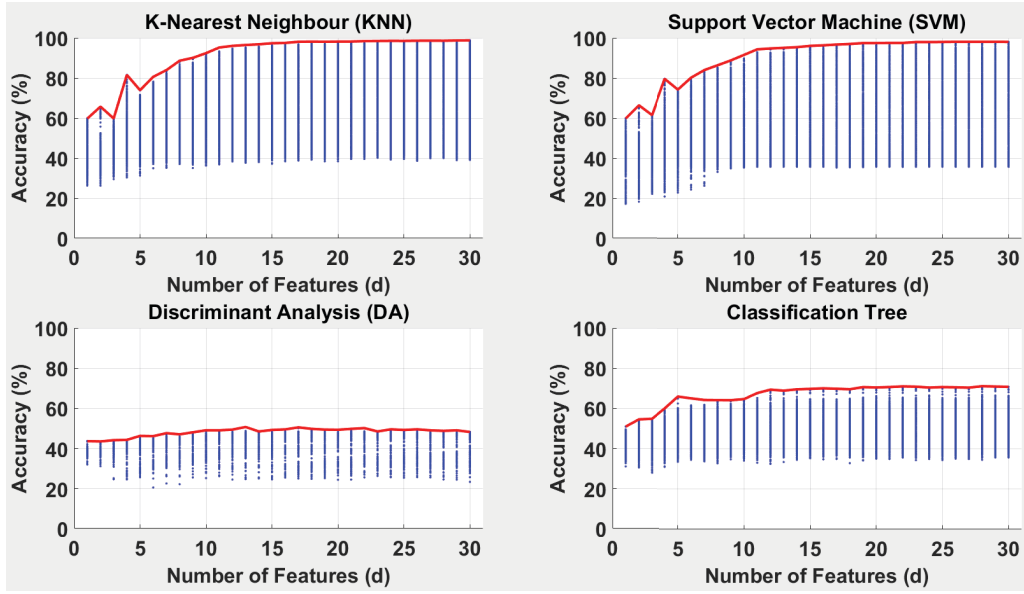 K-Nearest Neighbour (KNN)
Accuracy (%)
100
80
60
40
20
0
0 5 10 15 20 25 30
Number of Features (d)
Support Vector Machine (SVM)
Accuracy (%)
100
80
60
40
20
0
0 5 10 15 20 25 30
Number of Features (d)
Discriminant Analysis (DA)
Accuracy (%)
100
80
60
40
20
0
0 5 10 15 20 25 30
Number of Features (d)
Classification Tree
Accuracy (%)
100
80
60
40
20
0
0 5 10 15 20 25 30
Number of Features (d)